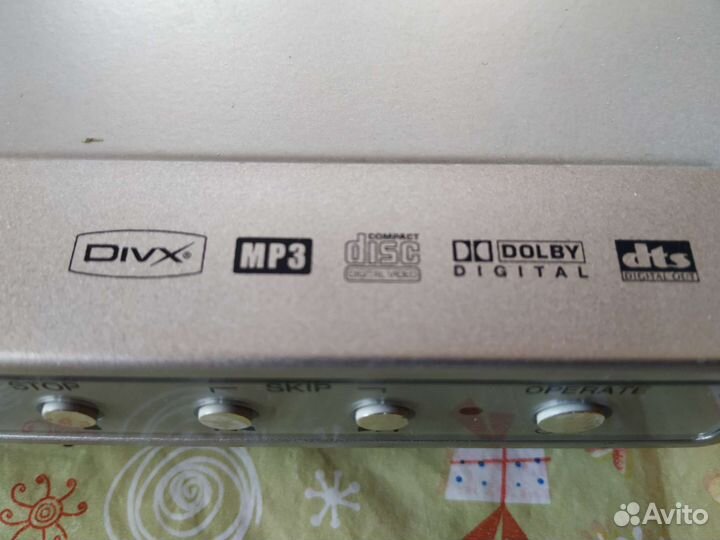 DIVX®
MP3
COMPACT
disc
DIGITAL VIDEO
DOLBY
DIGITAL
dts
DIGITAL OUT
STOP
SKIP
OPERATE
Avito